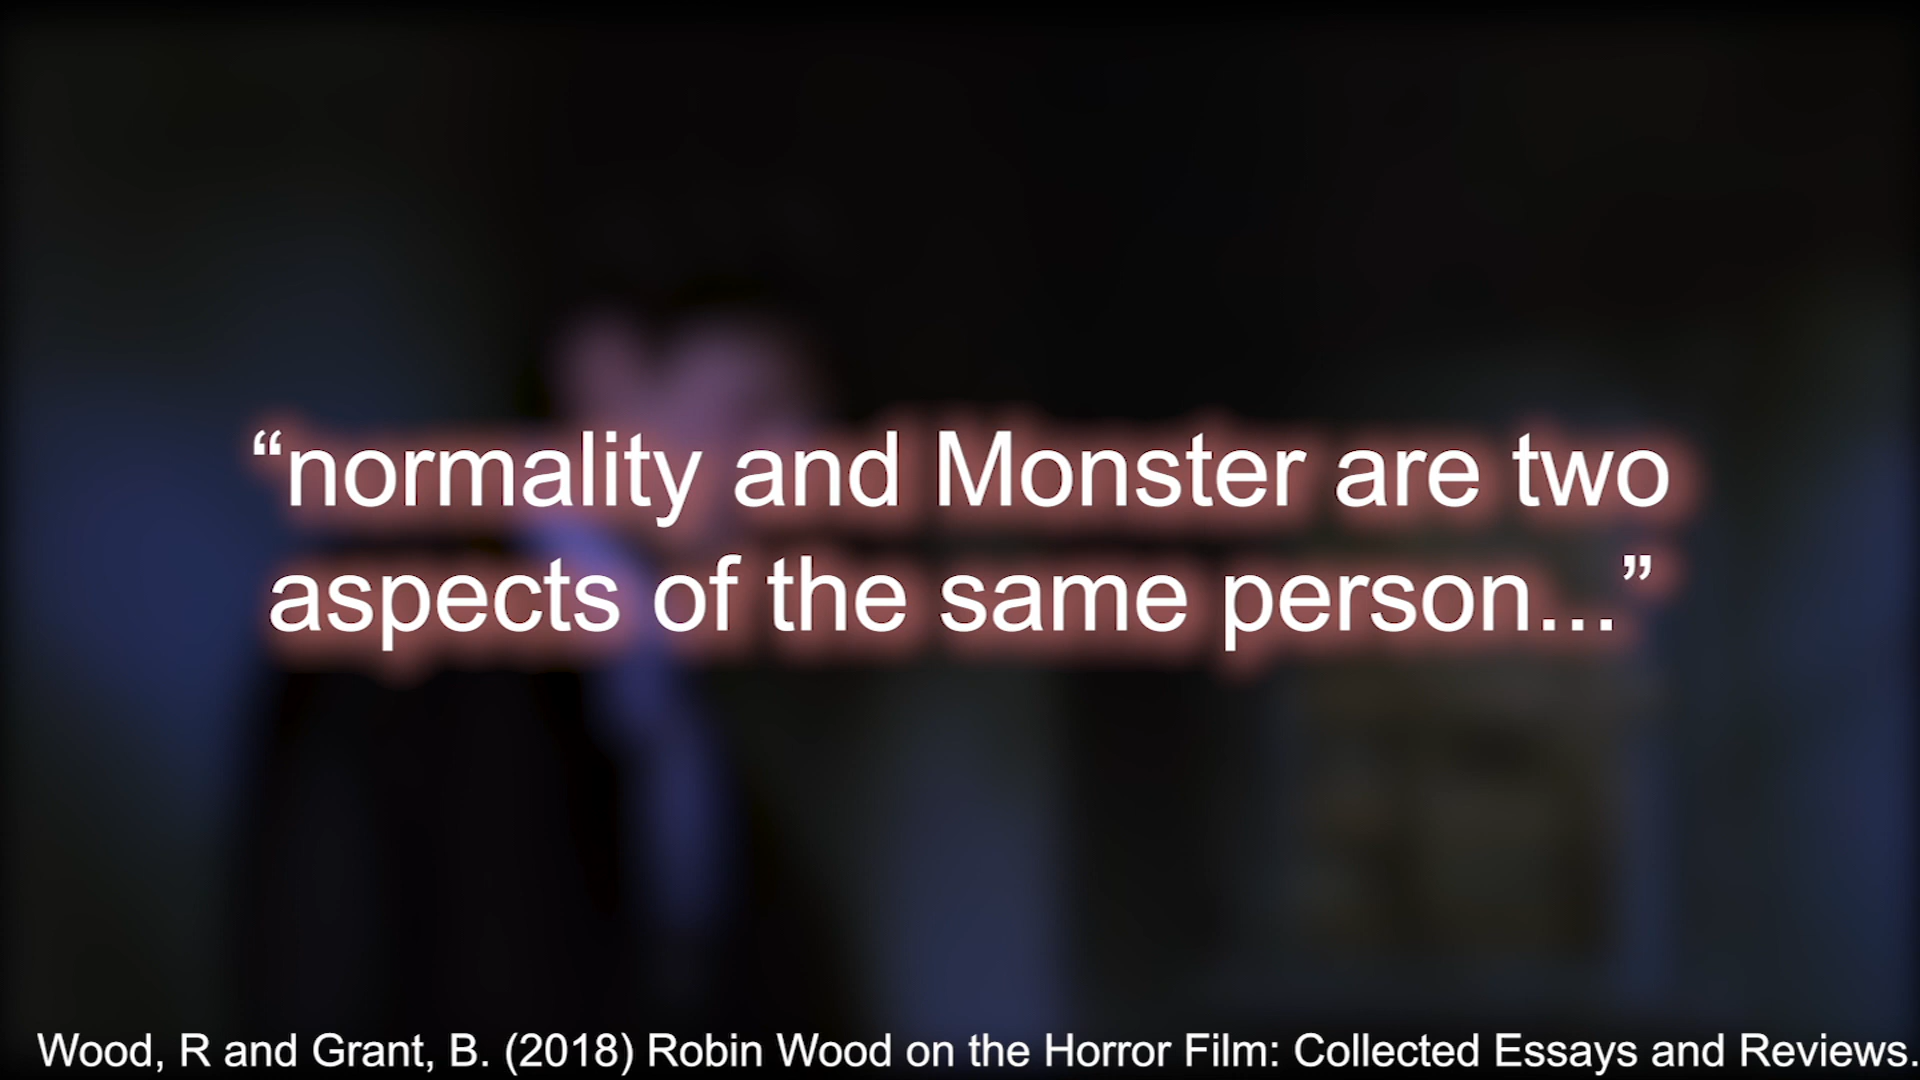 “normality and Monster are two
aspects of the same person...”
Wood, R and Grant, B. (2018) Robin Wood on the Horror Film: Collected Essays and Reviews.